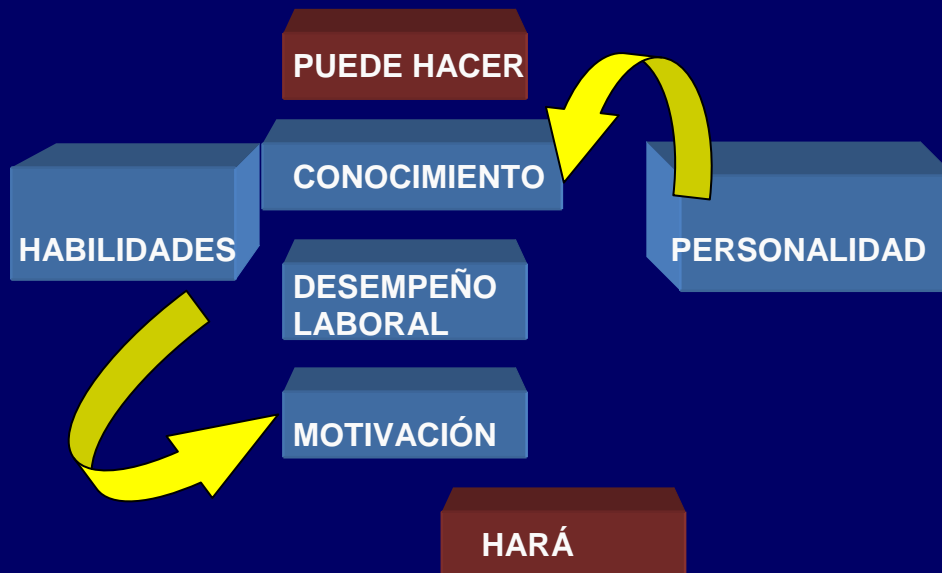 PUEDE HACER
CONOCIMIENTO
HABILIDADES
PERSONALIDAD
DESEMPEÑO
LABORAL
MOTIVACIÓN
HARÁ